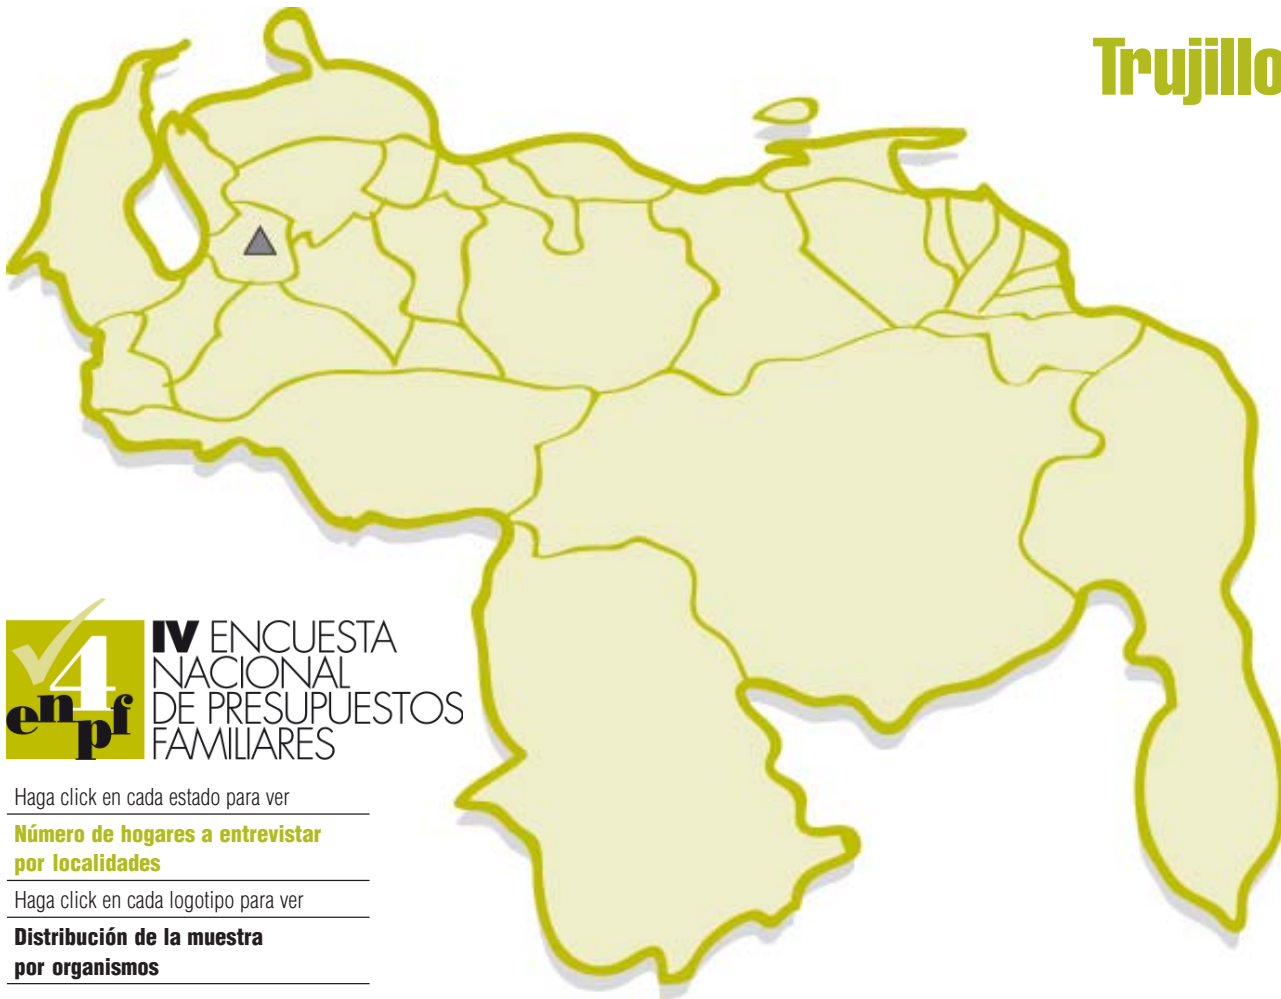 Trujillo
4
enpf
IV ENCUESTA
NACIONAL
DE PRESUPUESTOS
FAMILIARES
Haga click en cada estado para ver
Número de hogares a entrevistar
por localidades
Haga click en cada logotipo para ver
Distribución de la muestra
por organismos